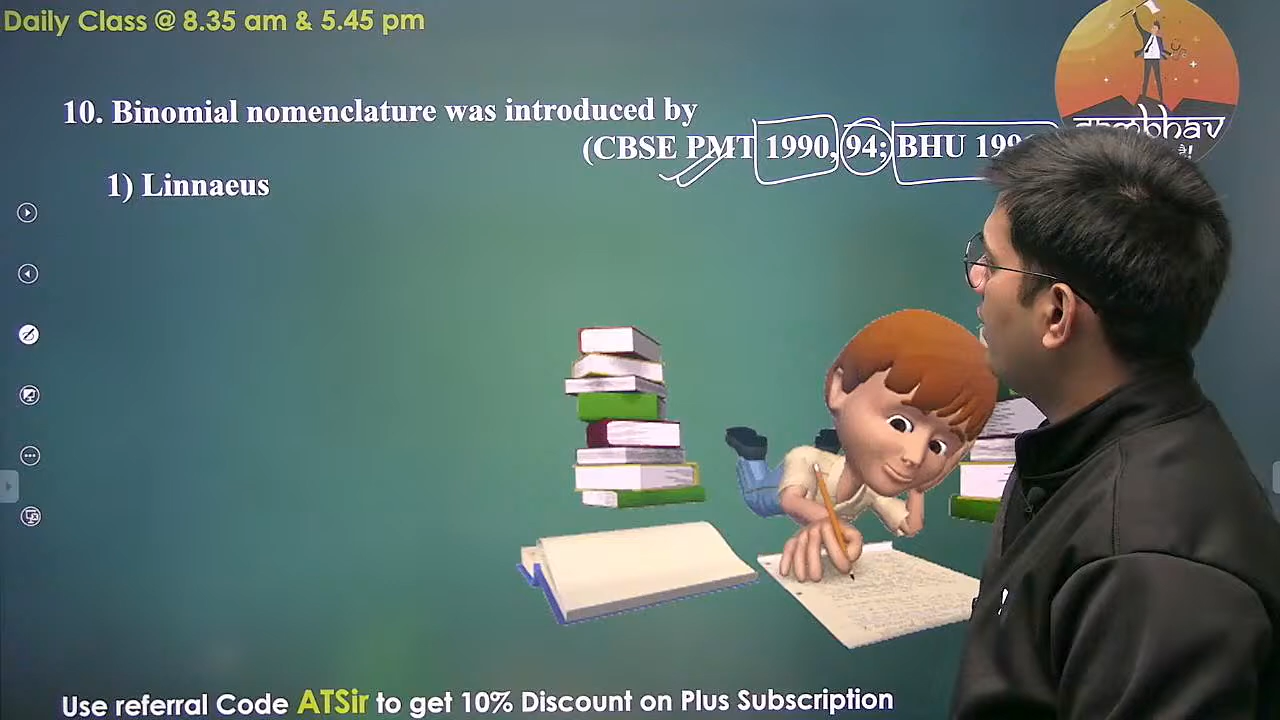 Daily Class @ 8.35 am & 5.45 pm
10. Binomial nomenclature was introduced by
(CBSE PMT 1990, 94; BHU
1) Linnaeus
Use referral Code ATSir to get 10% Discount on Plus Subscription